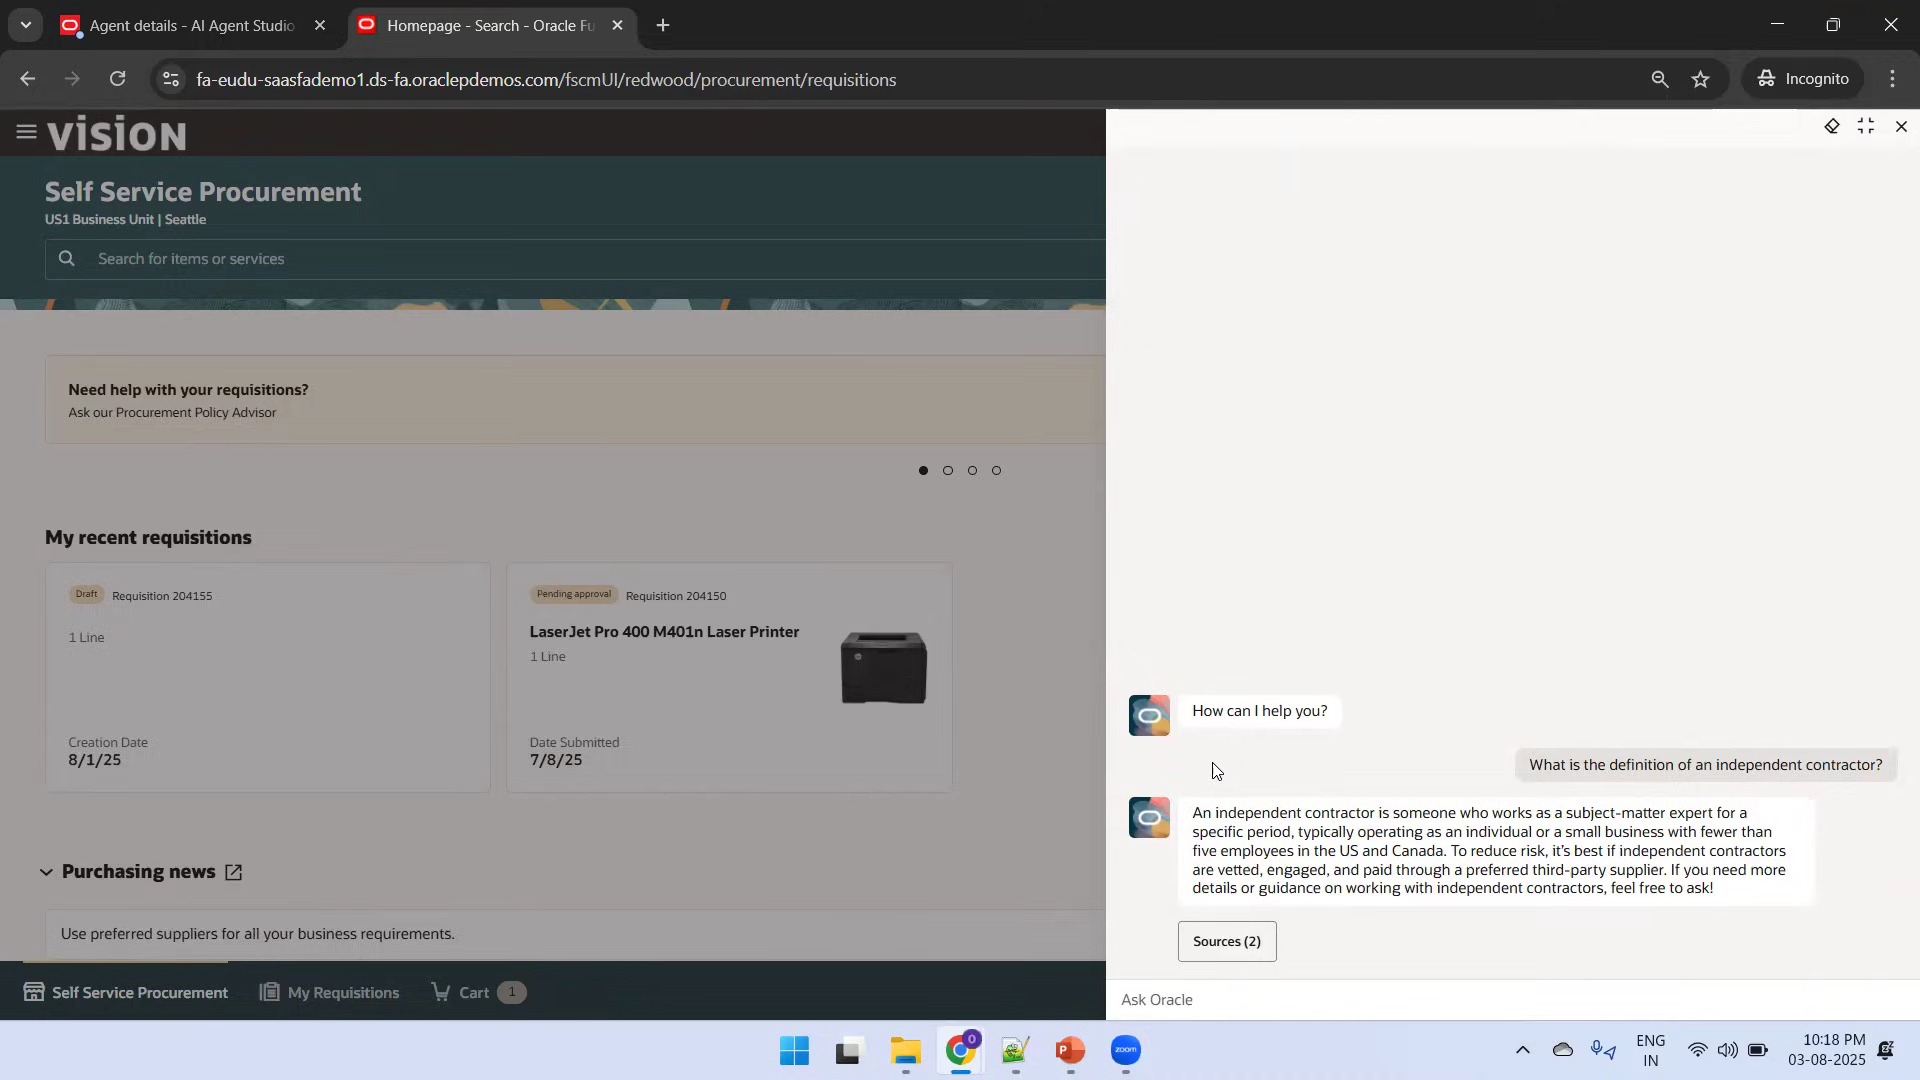 Agent details - AI Agent Studio
Homepage - Search - Oracle Fu
fa-eudu-saasfademo1.ds-fa.oraclepdemos.com/fscmUI/redwood/procurement/requisitions
Incognito
vision
Self Service Procurement
US1 Business Unit | Seattle
Search for items or services
Need help with your requisitions?
Ask our Procurement Policy Advisor
My recent requisitions
Draft Requisition 204155
1 Line
Creation Date
8/1/25
Pending approval Requisition 204150
LaserJet Pro 400 M401n Laser Printer
1 Line
Date Submitted
7/8/25
Purchasing news
Use preferred suppliers for all your business requirements.
Self Service Procurement
My Requisitions
Cart 1
How can I help you?
What is the definition of an independent contractor?
An independent contractor is someone who works as a subject-matter expert for a
specific period, typically operating as an individual or a small business with fewer than
five employees in the US and Canada. To reduce risk, it's best if independent contractors
are vetted, engaged, and paid through a preferred third-party supplier. If you need more
details or guidance on working with independent contractors, feel free to ask!
Sources (2)
Ask Oracle
0
P
zoom
ENG
IN
10:18 PM
03-08-2025